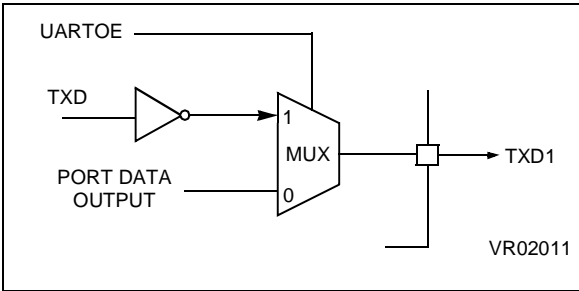 UARTOE
TXD
1
MUX
TXD1
PORT DATA
OUTPUT
0
VR02011